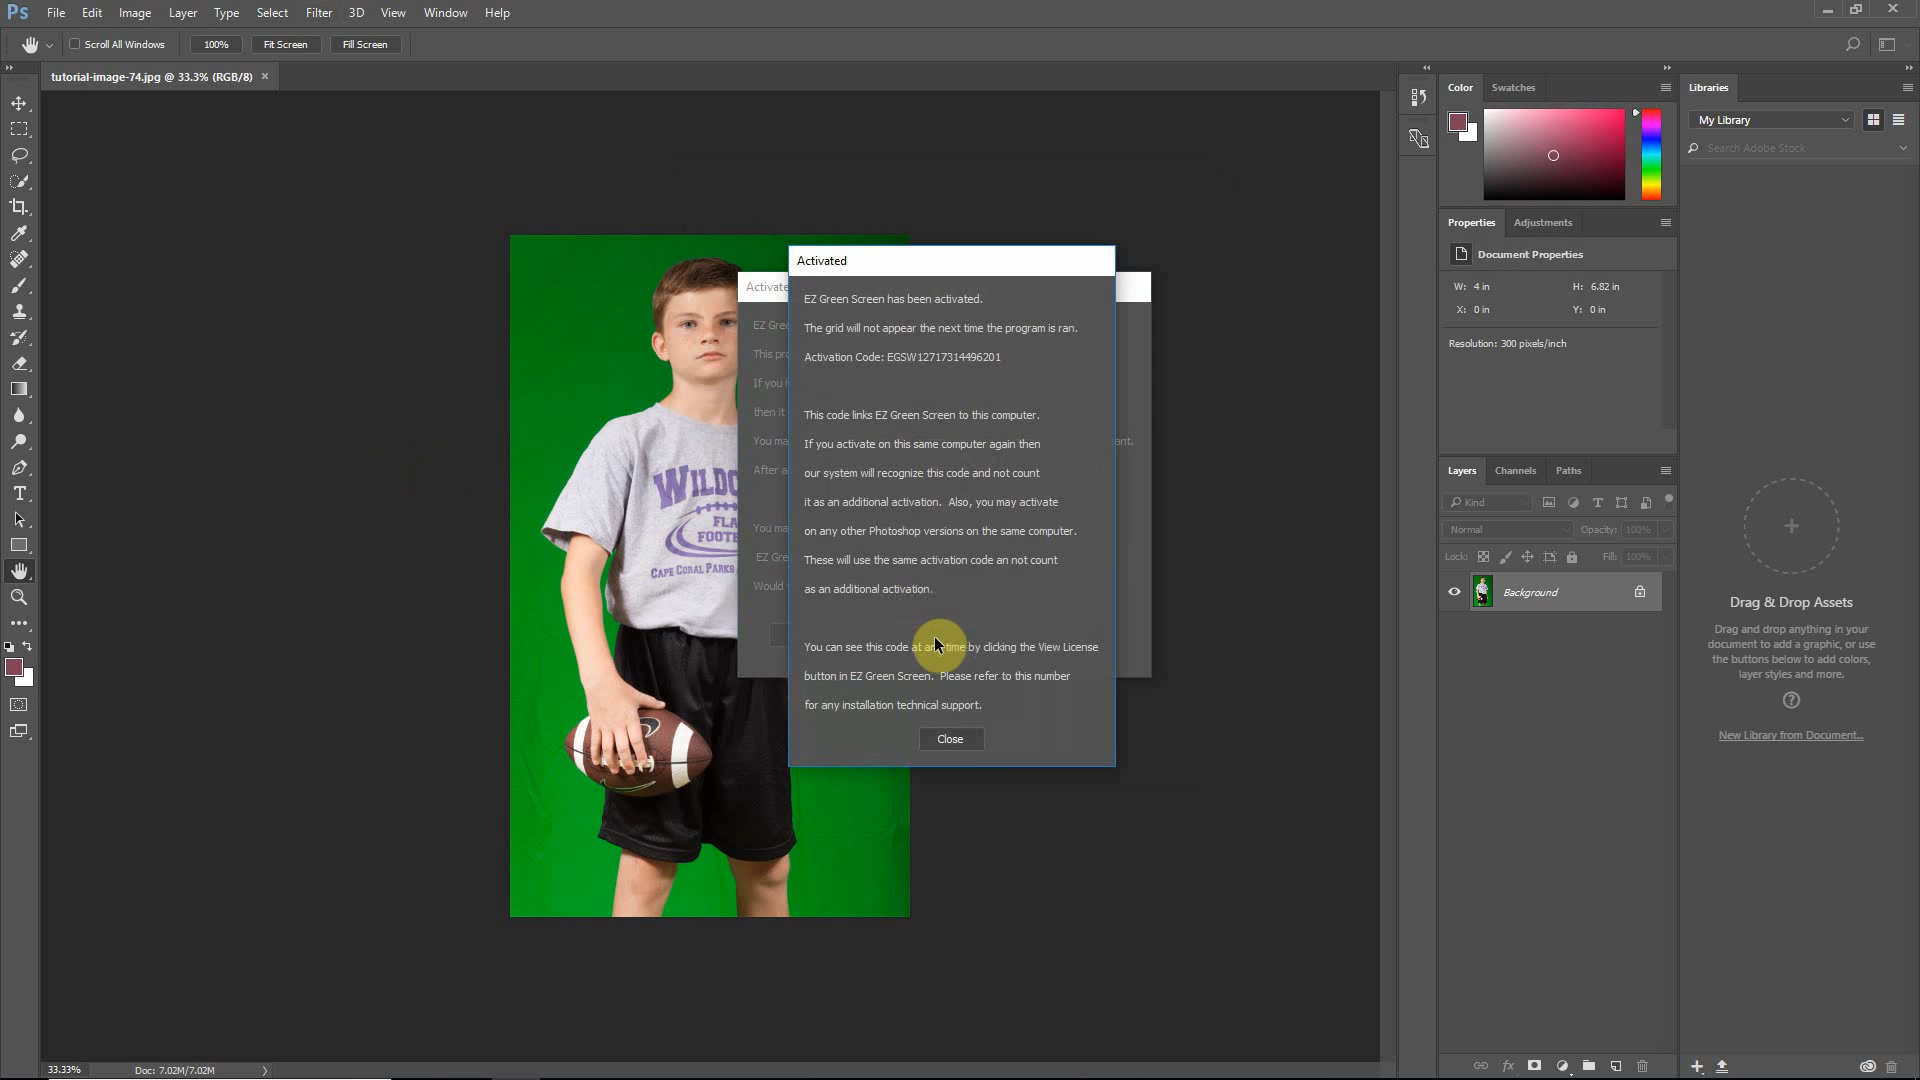 Ps File Edit Image Layer Type Select Filter 3D View Window Help
Scroll All Windows 100% Fit Screen Fill Screen
tutorial-image-74.jpg @ 33.3% (RGB/8) ×
Color Swatches
Libraries
My Library
Search Adobe Stock
Properties Adjustments
Document Properties
W: 4 in H: 6.82 in
X: 0 in Y: 0 in
Resolution: 300 pixels/inch
Layers Channels Paths
Kind
Normal Opacity: 100%
Lock: Fill: 100%
Background
Drag & Drop Assets
Drag and drop anything in your
document to add a graphic, or use
the buttons below to add colors,
layer styles and more.
New Library from Document...
Activate
EZ Gree
This pro
If you h
then it
You ma
ant.
After a
You ma
EZ Gre
Would
Activated
EZ Green Screen has been activated.
The grid will not appear the next time the program is ran.
Activation Code: EGSW12717314496201
This code links EZ Green Screen to this computer.
If you activate on this same computer again then
our system will recognize this code and not count
it as an additional activation. Also, you may activate
on any other Photoshop versions on the same computer.
These will use the same activation code an not count
as an additional activation.
You can see this code at any time by clicking the View License
button in EZ Green Screen. Please refer to this number
for any installation technical support.
Close
WILDC
FLA
FOOTB
CAPE CORAL PARKS
33.33% Doc: 7.02M/7.02M